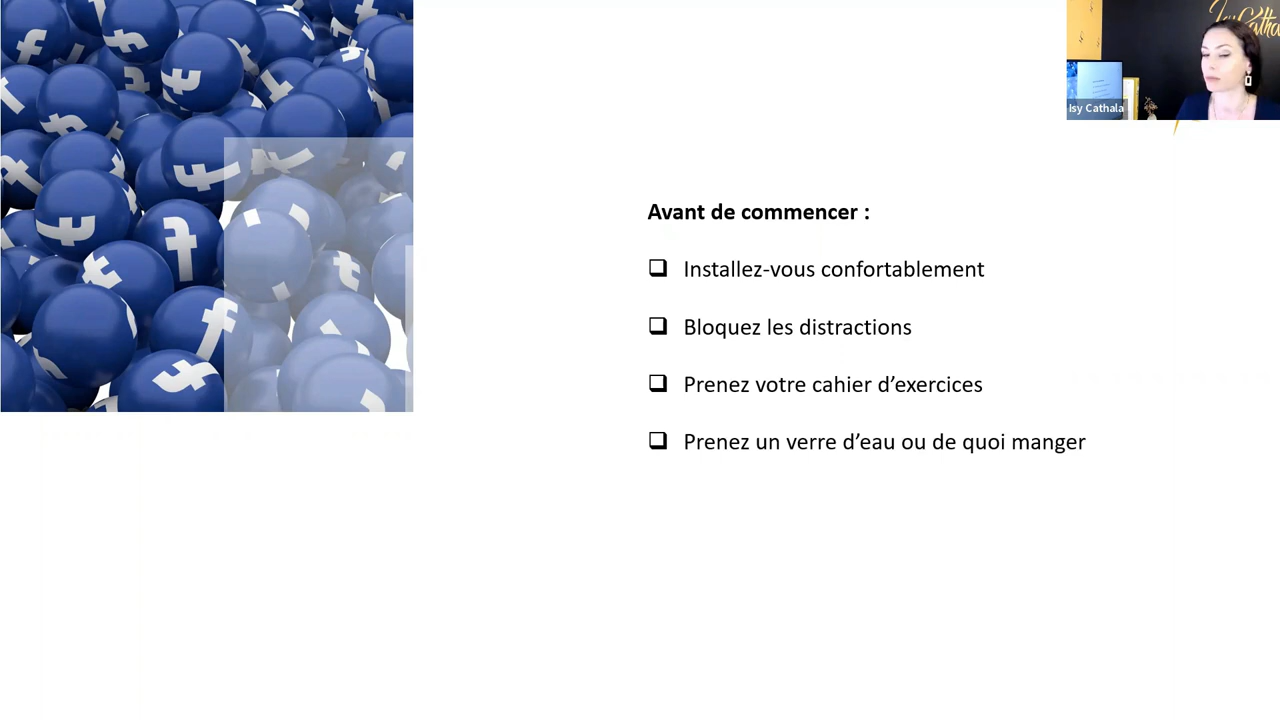 Isy Cathala
Avant de commencer :
❑ Installez-vous confortablement
❑ Bloquez les distractions
❑ Prenez votre cahier d’exercices
❑ Prenez un verre d’eau ou de quoi manger